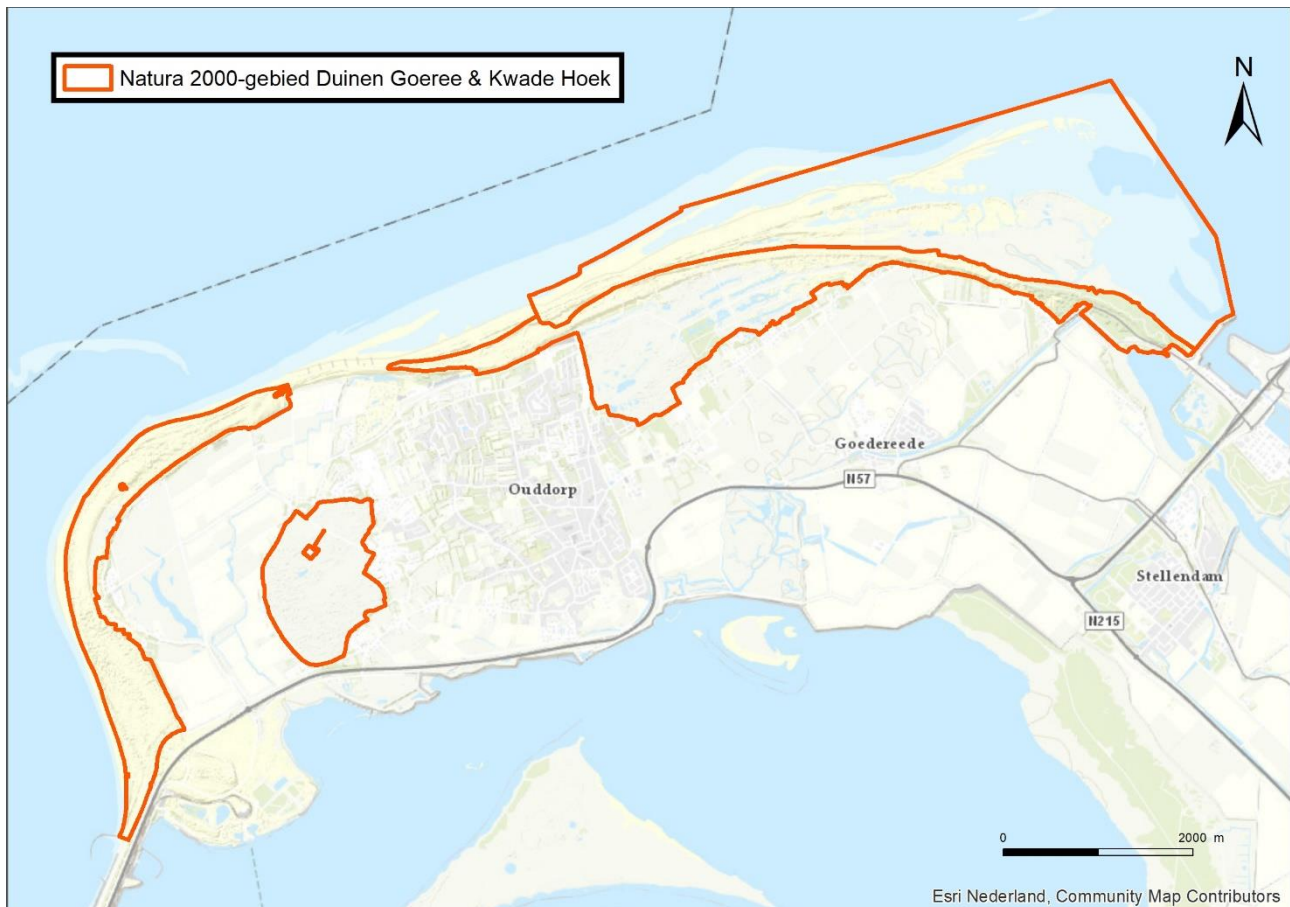 Natura 2000-gebied Duinen Goeree & Kwade Hoek
N
Goedereede
Ouddorp
N57
Stellendam
N215
0 2000 m
Esri Nederland, Community Map Contributors